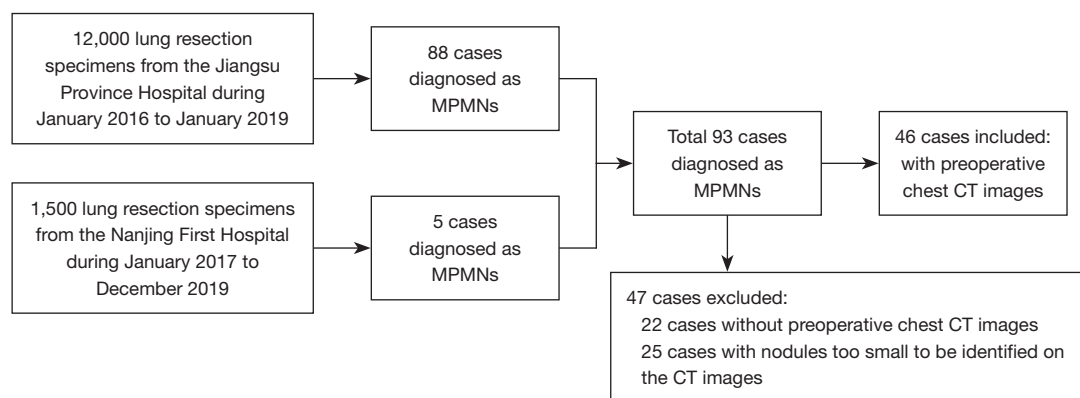 12,000 lung resection
specimens from the Jiangsu
Province Hospital during
January 2016 to January 2019
88 cases
diagnosed as
MPMNs
1,500 lung resection specimens
from the Nanjing First Hospital
during January 2017 to
December 2019
5 cases
diagnosed as
MPMNs
Total 93 cases
diagnosed as
MPMNs
46 cases included:
with preoperative
chest CT images
47 cases excluded:
22 cases without preoperative chest CT images
25 cases with nodules too small to be identified on
the CT images